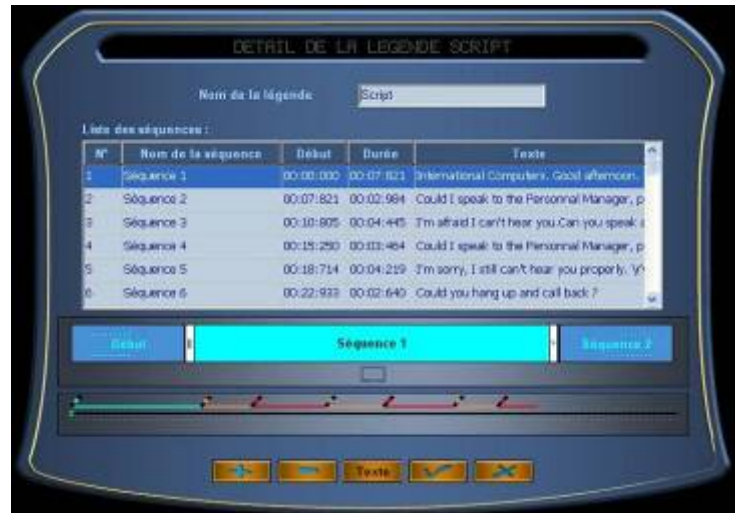 DETAIL DE LA LEGENDE SCRIPT
Nom de la légende Script
Liste des séquences :
N° Nom de la séquence Début Durée Texte
1 Séquence 1 00:00:000 00:07:821 International Computers. Good afternoon.
2 Séquence 2 00:07:821 00:02:984 Could I speak to the Personnal Manager, p
3 Séquence 3 00:10:805 00:04:445 I'm afraid I can't hear you.Can you speak
4 Séquence 4 00:15:250 00:03:464 Could I speak to the Personnal Manager, p
5 Séquence 5 00:18:714 00:04:219 I'm sorry, I still can't hear you properly.
6 Séquence 6 00:22:933 00:02:640 Could you hang up and call back ?
Début Séquence 1 Séquence 2
Texte